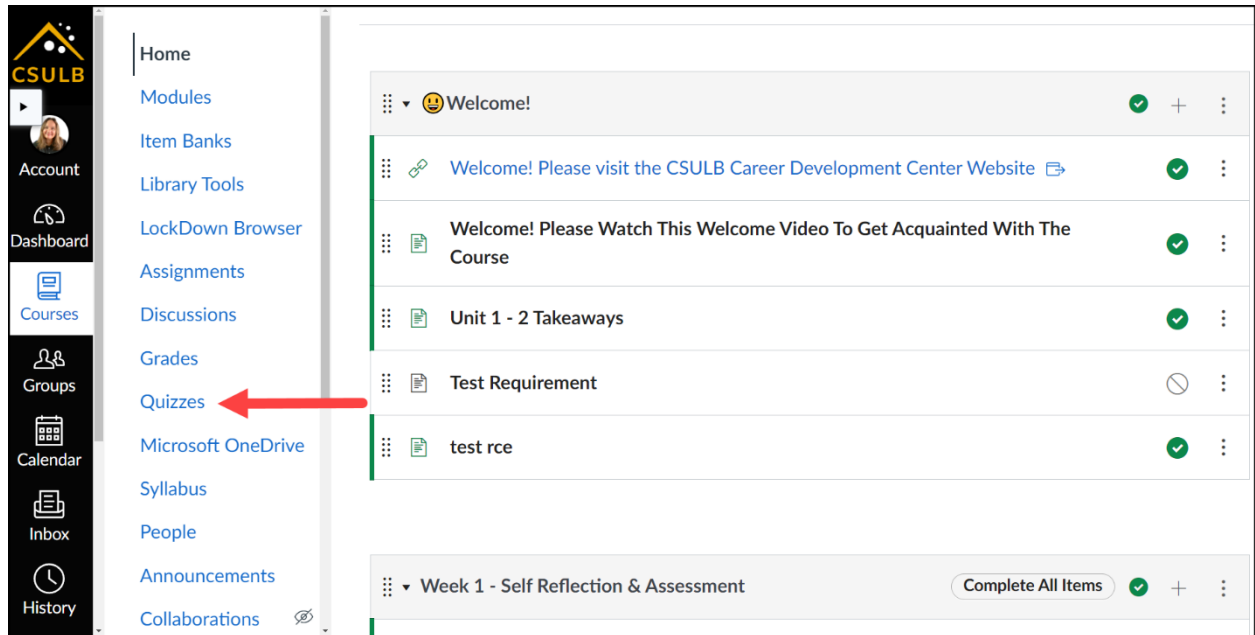 CSULB
Account
Dashboard
Courses
Groups
Calendar
Inbox
History
Home
Modules
Item Banks
Library Tools
LockDown Browser
Assignments
Discussions
Grades
Quizzes
Microsoft OneDrive
Syllabus
People
Announcements
Collaborations
😃Welcome!
Welcome! Please visit the CSULB Career Development Center Website
Welcome! Please Watch This Welcome Video To Get Acquainted With The
Course
Unit 1 - 2 Takeaways
Test Requirement
test rce
Week 1 - Self Reflection & Assessment Complete All Items